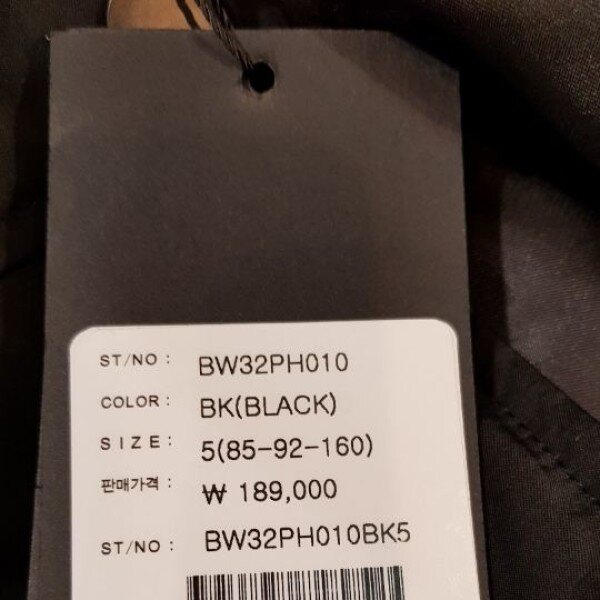 ST/NO : BW32PH010
COLOR : BK(BLACK)
SIZE : 5(85-92-160)
판매가격 : ₩ 189,000
ST/NO : BW32PH010BK5